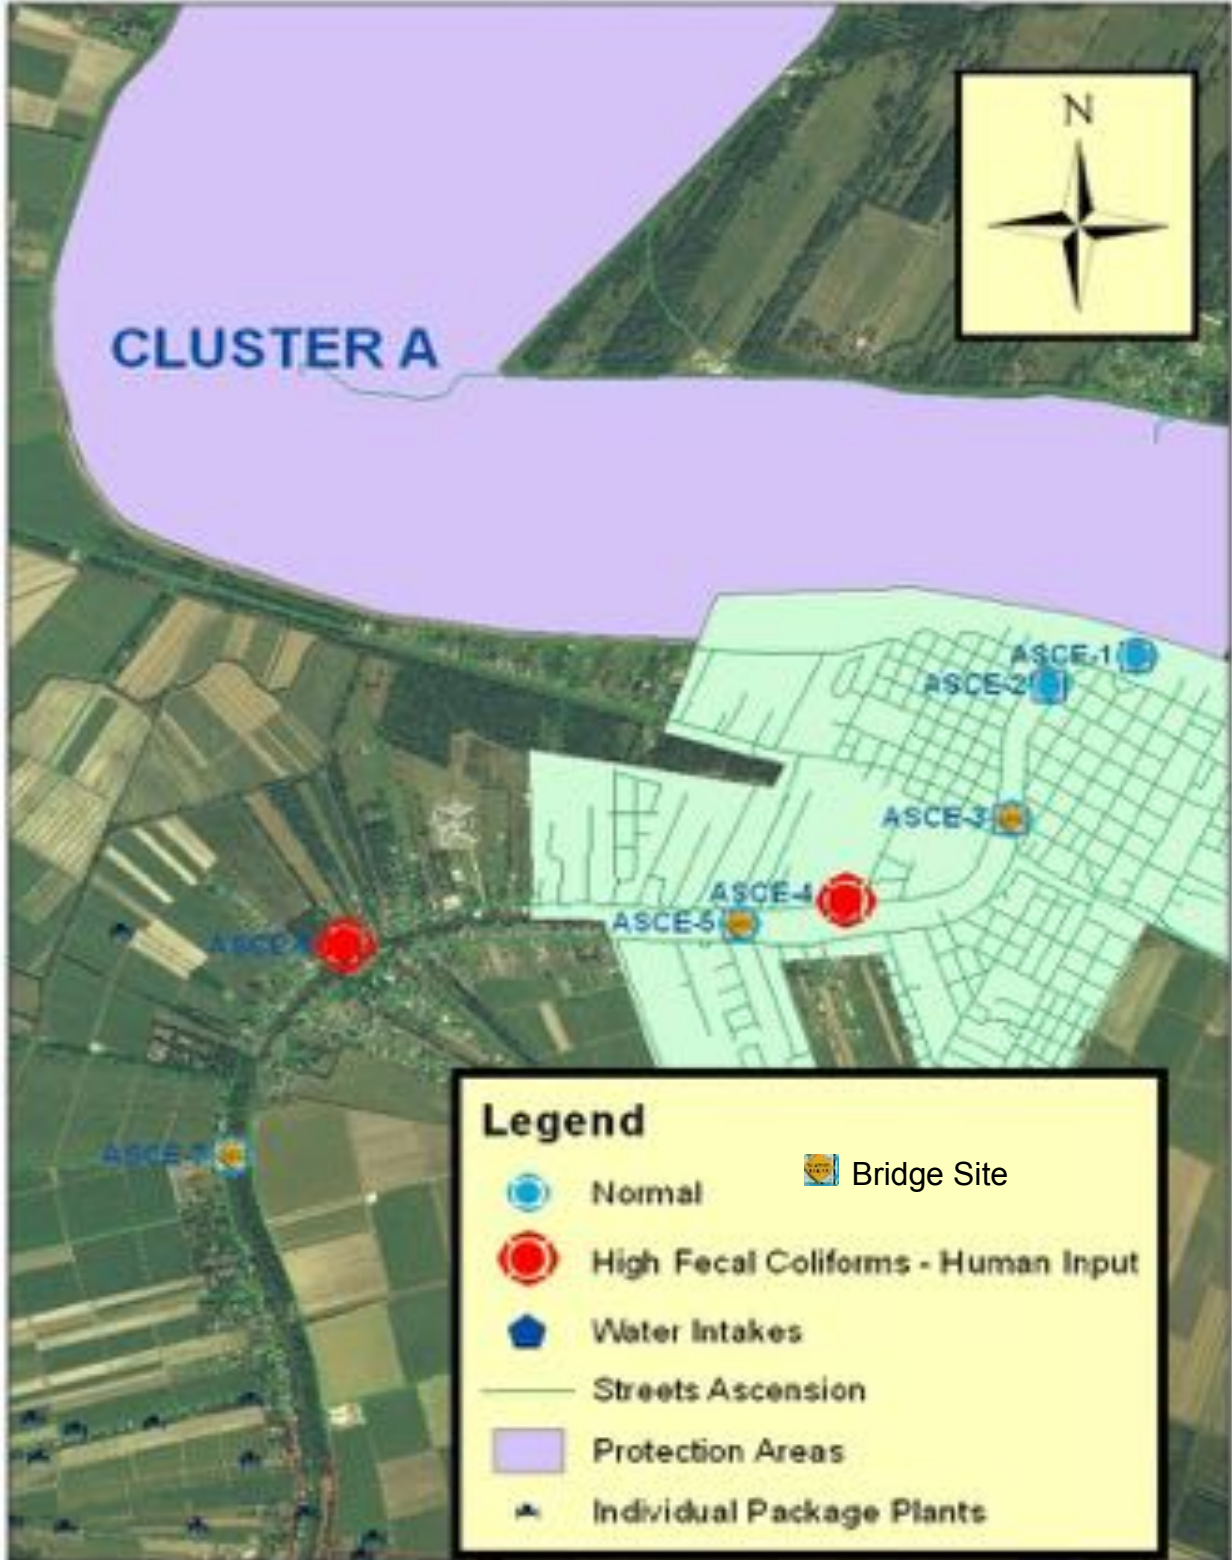 N
CLUSTER A
ASCE-1
ASCE-2
ASCE-3
ASCE-4
ASCE-5
Legend
Normal
Bridge Site
High Fecal Coliforms - Human Input
Water Intakes
Streets Ascension
Protection Areas
Individual Package Plants